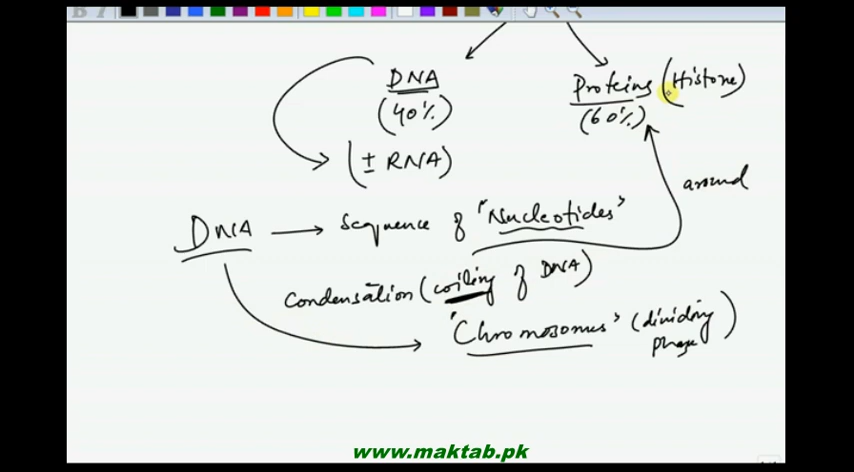 B I T
DNA Proteins (Histone)
(40%) (60%)
(± RNA)
around
DNA → Sequence of "Nucleotides"
Condensation (coiling of DNA)
"Chromosomes" (dividing
phase)
www.maktab.pk